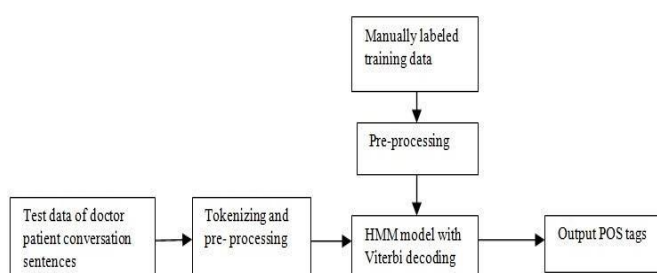 Manually labeled
training data
Pre-processing
Test data of doctor
patient conversation
sentences
Tokenizing and
pre- processing
HMM model with
Viterbi decoding
Output POS tags